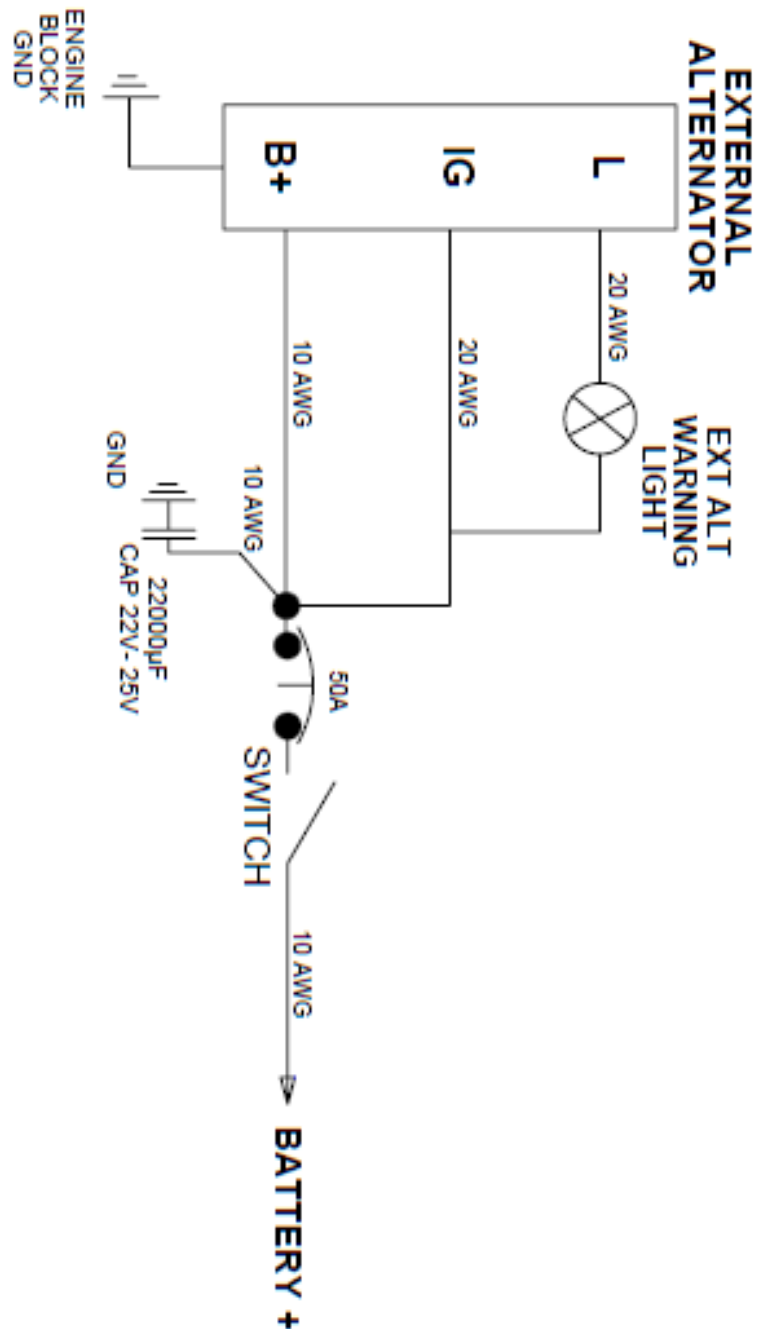 EXTERNAL
ALTERNATOR
L
IG
B+
ENGINE
BLOCK
GND
20 AWG
20 AWG
10 AWG
EXT ALT
WARNING
LIGHT
10 AWG
GND
22000µF
CAP 22V- 25V
50A
SWITCH
10 AWG
BATTERY +